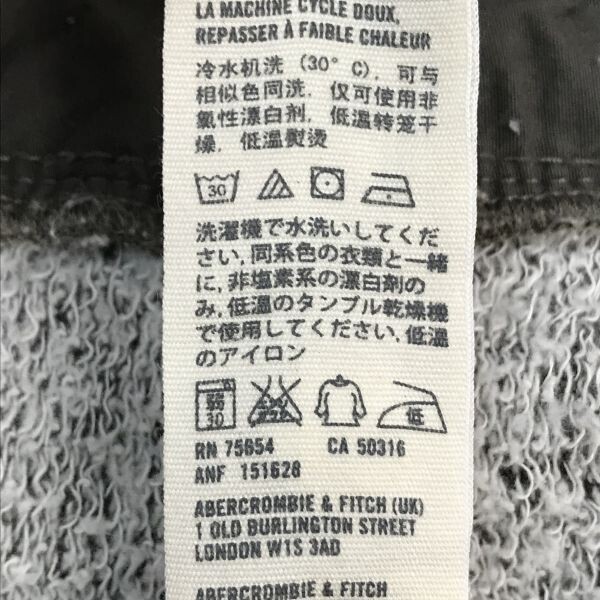 LA MACHINE CYCLE DOUX,
REPASSER À FAIBLE CHALEUR
冷水机洗 (30° C), 可与
相似色同洗, 仅可使用非
氯性漂白剂, 低温转笼干
燥, 低温熨烫
30
洗濯機で水洗いしてくだ
さい, 同系色の衣類と一緒
に, 非塩素系の漂白剤の
み, 低温のタンブル乾燥機
で使用してください, 低温
のアイロン
弱
30
低
RN 75654 CA 50316
ANF 151628
ABERCROMBIE & FITCH (UK)
1 OLD BURLINGTON STREET
LONDON W1S 3AD
ABERCROMBIE & FITCH